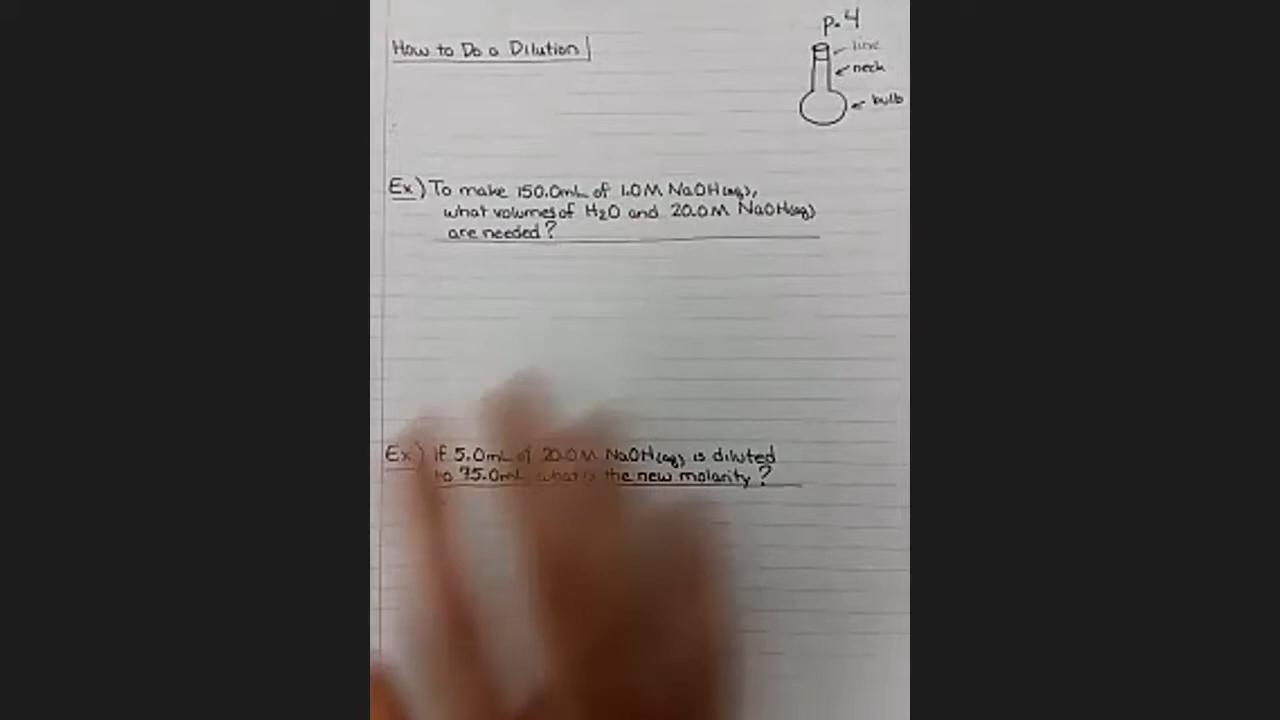 p. 4
How to Do a Dilution
line
neck
bulb
Ex) To make 150.0mL of 1.0M NaOH(aq),
what volumes of H₂O and 20.0M NaOH(aq)
are needed?
Ex) If 5.0mL of 20.0M NaOH(aq) is diluted
to 75.0mL what is the new molarity?